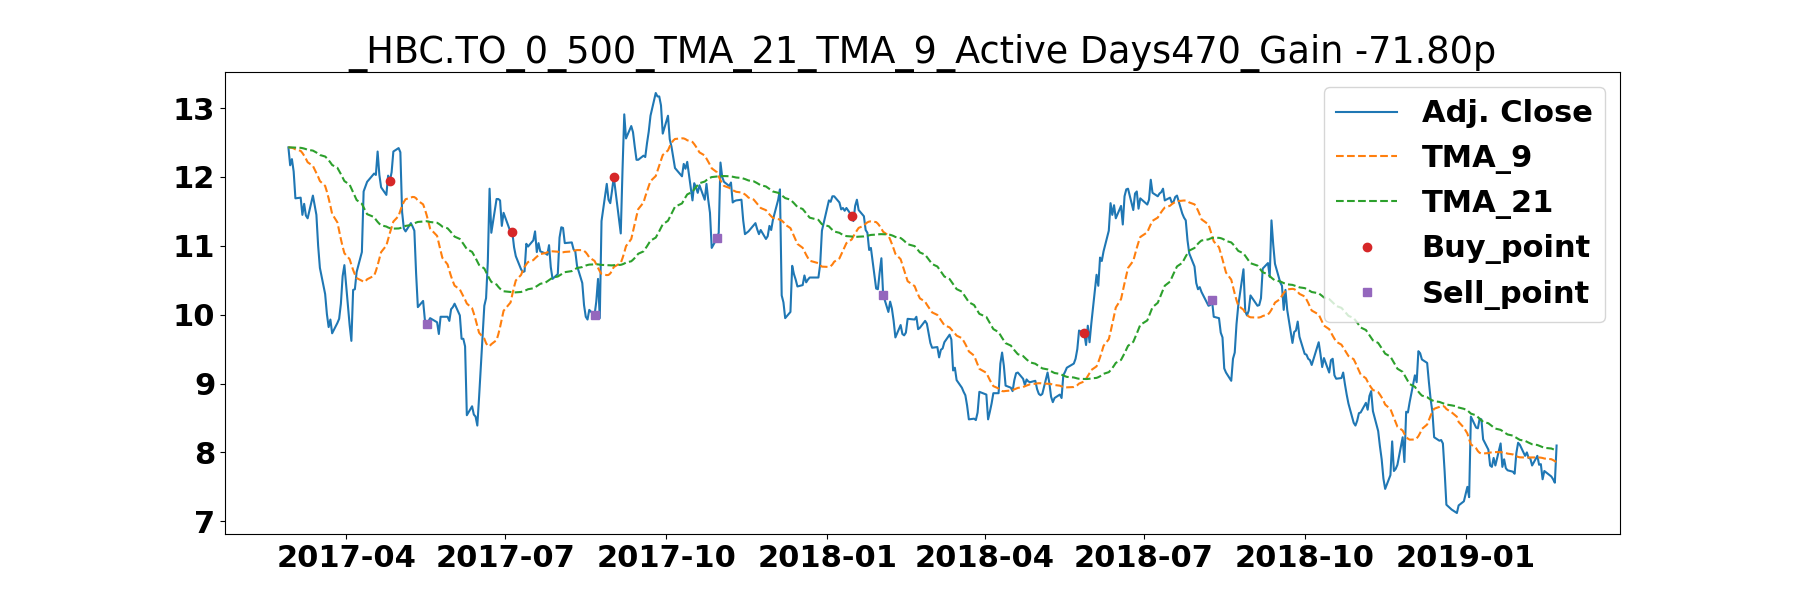 _HBC.TO_0_500_TMA_21_TMA_9_Active Days470_Gain -71.80p
13
12
11
10
9
8
7
Adj. Close
TMA_9
TMA_21
Buy_point
Sell_point
2017-04 2017-07 2017-10 2018-01 2018-04 2018-07 2018-10 2019-01